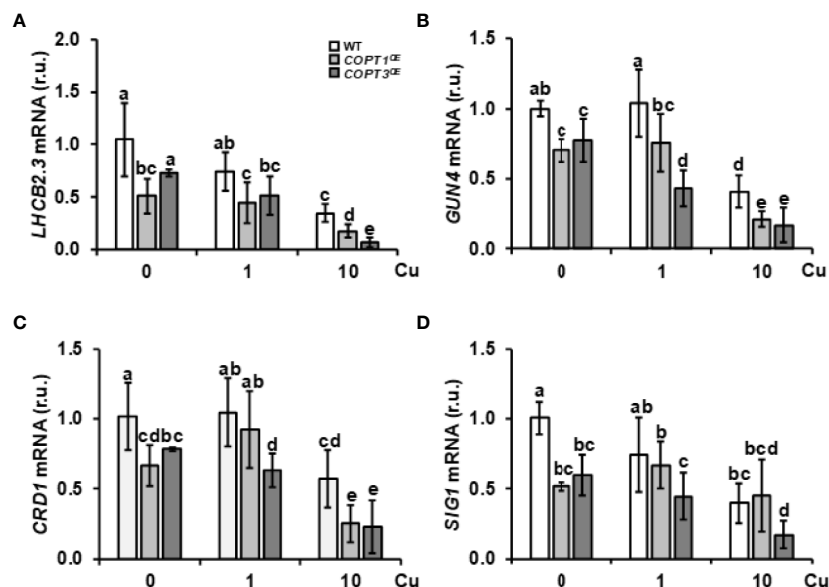 A
LHCB2.3 mRNA (r.u.)
2.0
1.5
1.0
0.5
0.0
WT
COPT1OE
COPT3OE
a
bc
a
ab
c
bc
c
d
e
0
1
10
Cu
B
GUN4 mRNA (r.u.)
1.5
1.0
0.5
0.0
ab
c
c
a
bc
d
d
e
e
0
1
10
Cu
C
CRD1 mRNA (r.u.)
1.5
1.0
0.5
0.0
a
cd
bc
ab
ab
d
cd
e
e
0
1
10
Cu
D
SIG1 mRNA (r.u.)
1.5
1.0
0.5
0.0
a
bc
bc
ab
b
c
bc
bcd
d
0
1
10
Cu